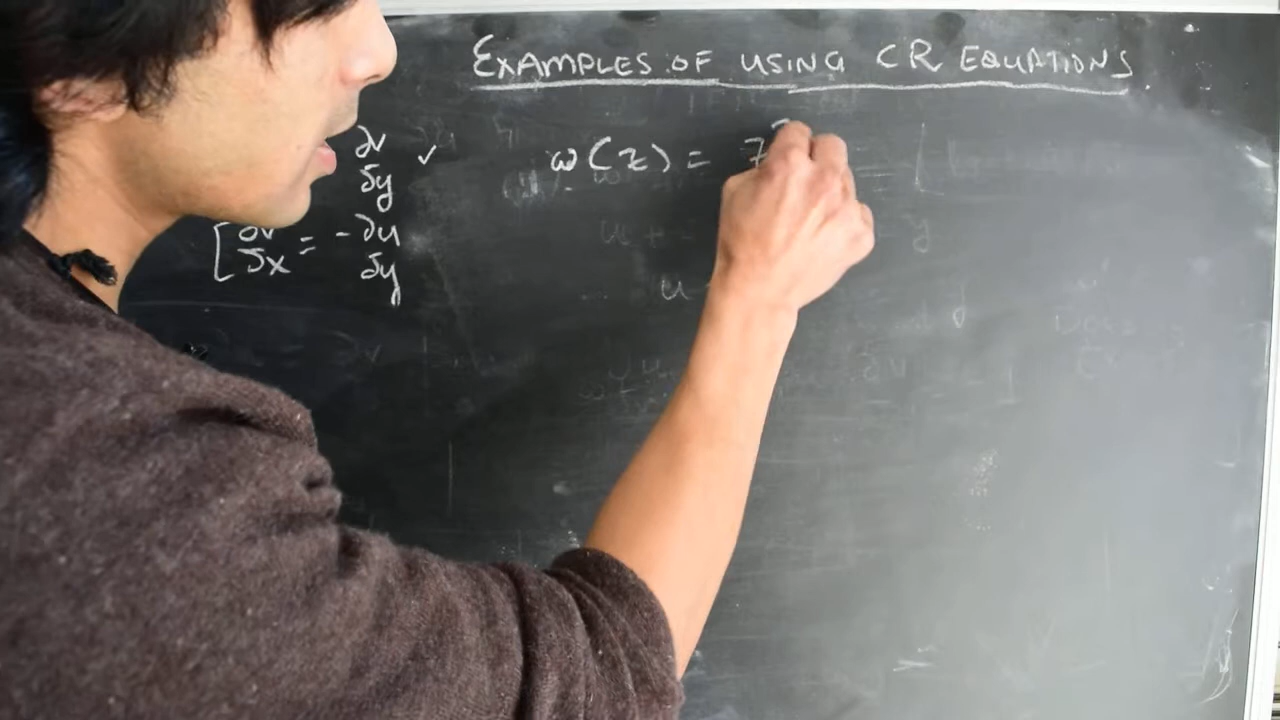 EXAMPLES OF USING CR EQUATIONS
∂v
∂y ✓
ω(z) = z
[∂v = -∂u
∂x ∂y